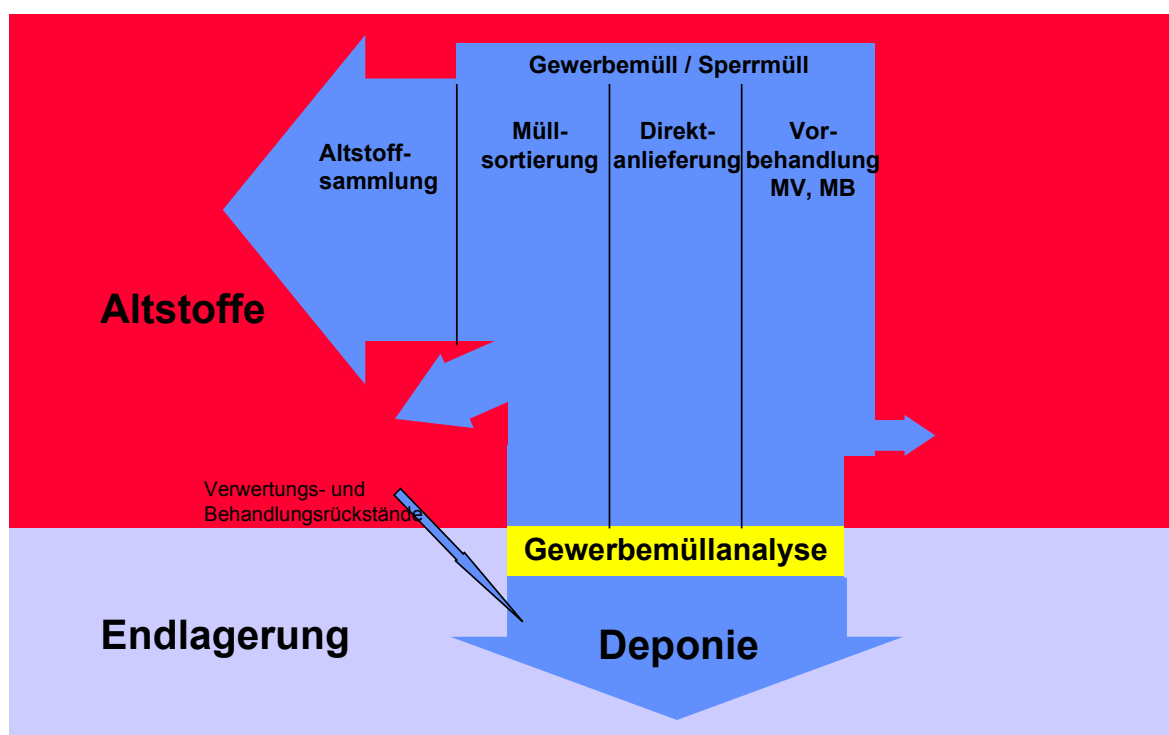 Gewerbemüll / Sperrmüll
Altstoff-
sammlung
Müll-
sortierung
Direkt-
anlieferung
Vor-
behandlung
MV, MB
Altstoffe
Verwertungs- und
Behandlungsrückstände
Gewerbemüllanalyse
Endlagerung
Deponie